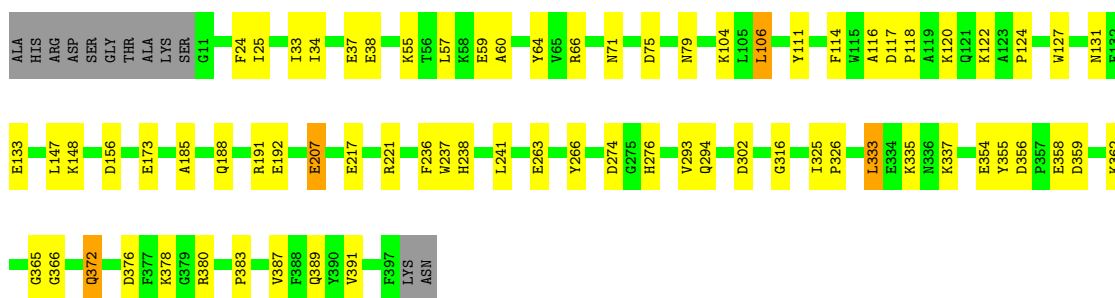 ALA HIS ARG ASP SER GLY THR ALA LYS SER G11 F24 I25 I33 I34 E37 E38 K55 T56 L57 K58 E59 A60 Y64 V65 R66 N71 D75 N79 K104 L105 L106 Y111 F114 W115 A116 D117 P118 A119 K120 Q121 K122 A123 P124 W127 N131 E132
E133 L147 K148 D156 E173 A185 Q188 R191 E192 E207 E217 R221 F236 W237 H238 L241 E263 Y266 D274 G275 H276 V293 Q294 D302 G316 I325 P326 L333 E334 K335 N336 K337 E354 Y355 D356 P357 E358 D359 K362
G365 G366 Q372 D376 F377 K378 G379 R380 P383 V387 F388 Q389 Y390 V391 F397 LYS ASN